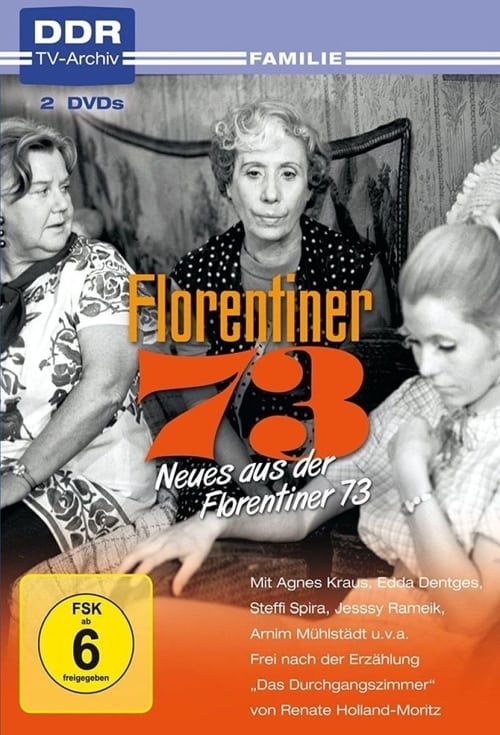 DDR
TV-Archiv
FAMILIE
2 DVDs
Florentiner
73
Neues aus der
Florentiner 73
Mit Agnes Kraus, Edda Dentges,
Steffi Spira, Jesssy Rameik,
Arnim Mühlstädt u.v.a.
Frei nach der Erzählung
„Das Durchgangszimmer“
von Renate Holland-Moritz
FSK
ab
6
freigegeben